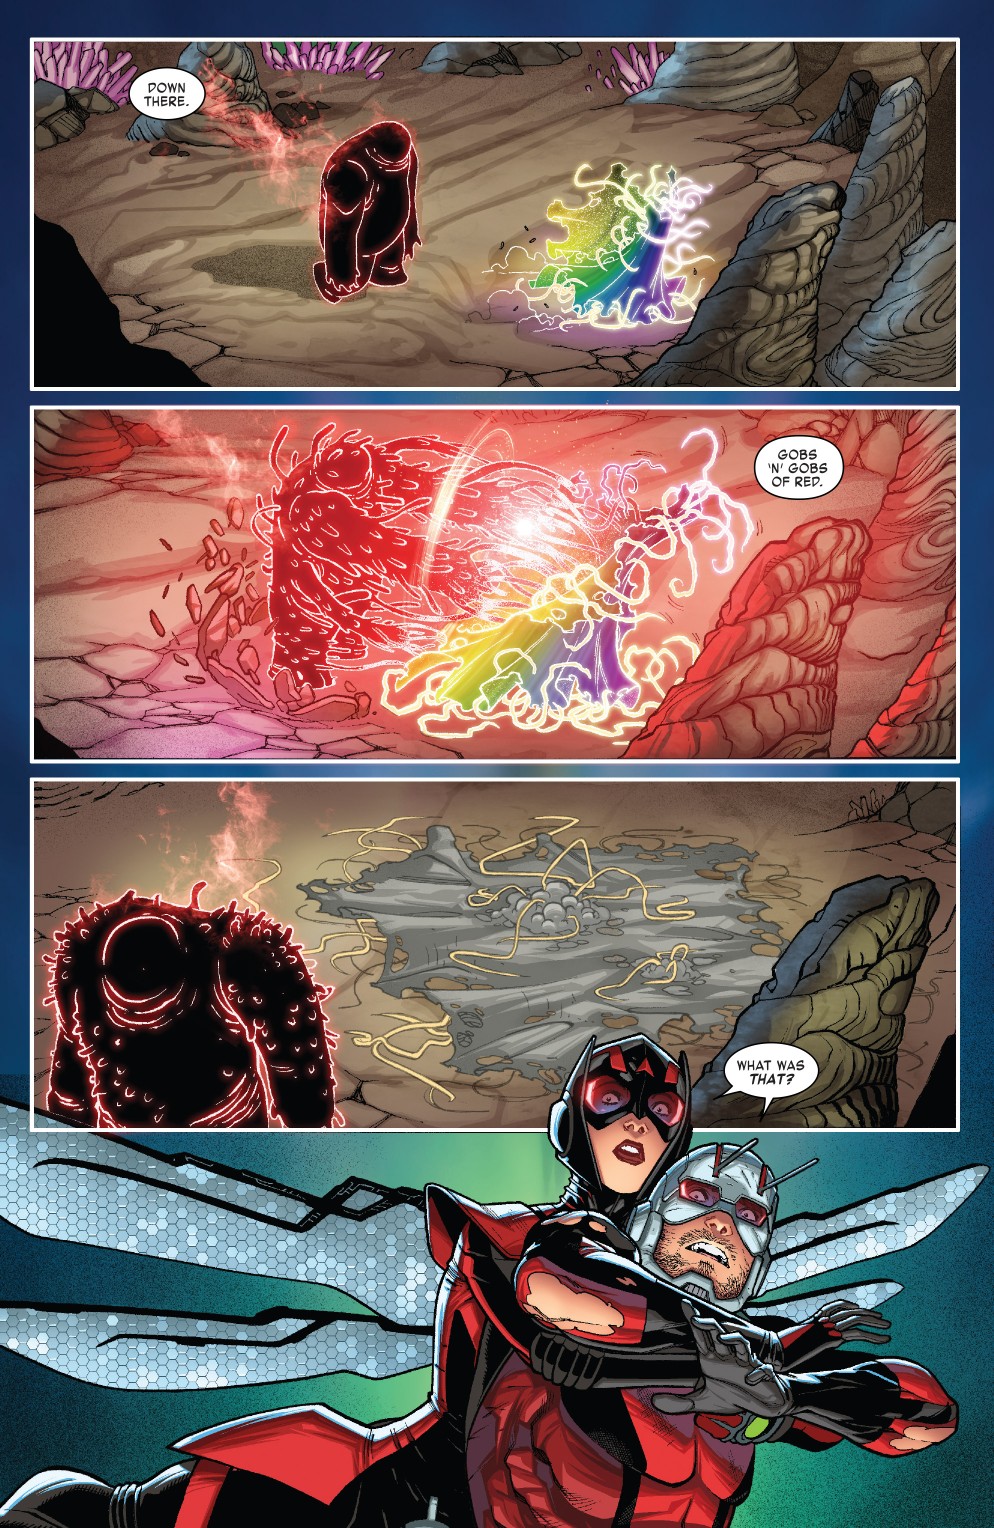 DOWN
THERE.
GOBS
'N' GOBS
OF RED.
WHAT WAS
THAT?